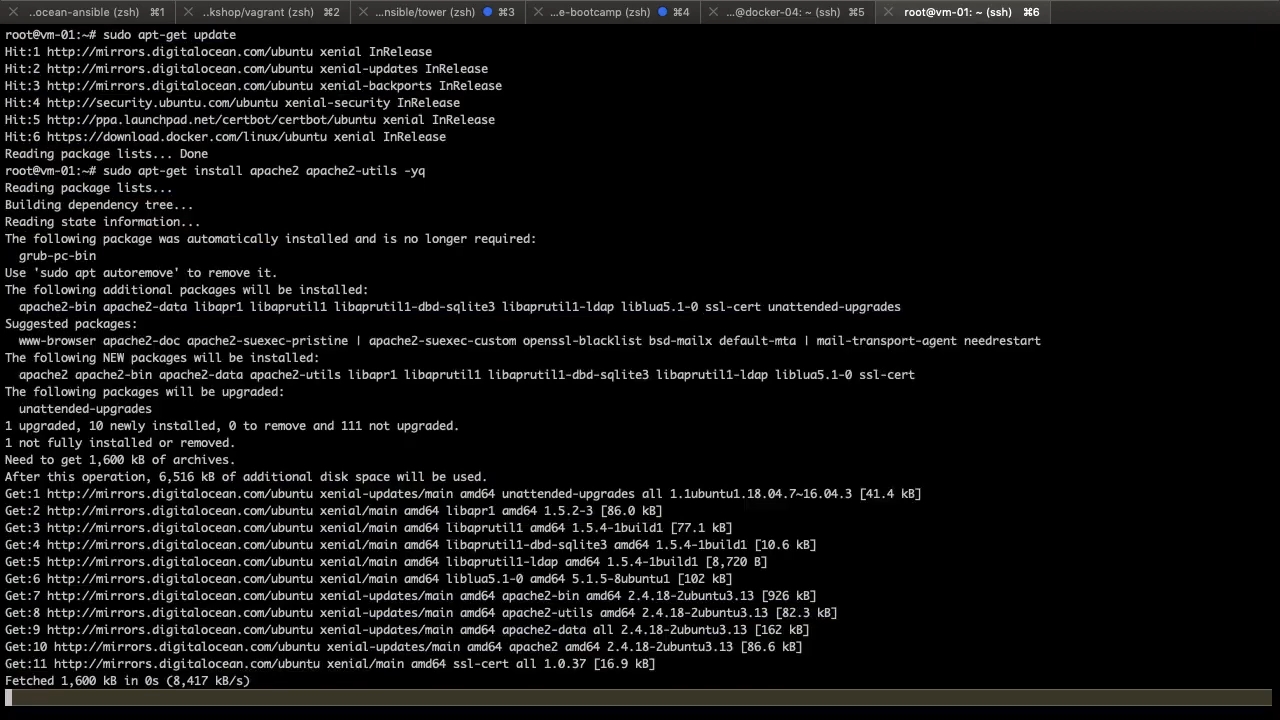 ..ocean-ansible (zsh) ⌘1 ..kshop/vagrant ⌘2 ...nsible/tower (zsh) ⌘3 ...e-bootcamp (zsh) ⌘4 ...@docker-04: ~ (ssh) ⌘5 root@vm-01: ~ (ssh) ⌘6
root@vm-01:~# sudo apt-get update
Hit:1 http://mirrors.digitalocean.com/ubuntu xenial InRelease
Hit:2 http://mirrors.digitalocean.com/ubuntu xenial-updates InRelease
Hit:3 http://mirrors.digitalocean.com/ubuntu xenial-backports InRelease
Hit:4 http://security.ubuntu.com/ubuntu xenial-security InRelease
Hit:5 http://ppa.launchpad.net/certbot/certbot/ubuntu xenial InRelease
Hit:6 https://download.docker.com/linux/ubuntu xenial InRelease
Reading package lists... Done
root@vm-01:~# sudo apt-get install apache2 apache2-utils -yq
Reading package lists...
Building dependency tree...
Reading state information...
The following package was automatically installed and is no longer required:
  grub-pc-bin
Use 'sudo apt autoremove' to remove it.
The following additional packages will be installed:
  apache2-bin apache2-data libapr1 libaprutil1 libaprutil1-dbd-sqlite3 libaprutil1-ldap liblua5.1-0 ssl-cert unattended-upgrades
Suggested packages:
  www-browser apache2-doc apache2-suexec-pristine | apache2-suexec-custom openssl-blacklist bsd-mailx default-mta | mail-transport-agent needrestart
The following NEW packages will be installed:
  apache2 apache2-bin apache2-data apache2-utils libapr1 libaprutil1 libaprutil1-dbd-sqlite3 libaprutil1-ldap liblua5.1-0 ssl-cert
The following packages will be upgraded:
  unattended-upgrades
1 upgraded, 10 newly installed, 0 to remove and 111 not upgraded.
1 not fully installed or removed.
Need to get 1,600 kB of archives.
After this operation, 6,516 kB of additional disk space will be used.
Get:1 http://mirrors.digitalocean.com/ubuntu xenial-updates/main amd64 unattended-upgrades all 1.1ubuntu1.18.04.7~16.04.3 [41.4 kB]
Get:2 http://mirrors.digitalocean.com/ubuntu xenial/main amd64 libapr1 amd64 1.5.2-3 [86.0 kB]
Get:3 http://mirrors.digitalocean.com/ubuntu xenial/main amd64 libaprutil1 amd64 1.5.4-1build1 [77.1 kB]
Get:4 http://mirrors.digitalocean.com/ubuntu xenial/main amd64 libaprutil1-dbd-sqlite3 amd64 1.5.4-1build1 [10.6 kB]
Get:5 http://mirrors.digitalocean.com/ubuntu xenial/main amd64 libaprutil1-ldap amd64 1.5.4-1build1 [8,720 B]
Get:6 http://mirrors.digitalocean.com/ubuntu xenial/main amd64 liblua5.1-0 amd64 5.1.5-8ubuntu1 [102 kB]
Get:7 http://mirrors.digitalocean.com/ubuntu xenial-updates/main amd64 apache2-bin amd64 2.4.18-2ubuntu3.13 [926 kB]
Get:8 http://mirrors.digitalocean.com/ubuntu xenial-updates/main amd64 apache2-utils amd64 2.4.18-2ubuntu3.13 [82.3 kB]
Get:9 http://mirrors.digitalocean.com/ubuntu xenial-updates/main amd64 apache2-data all 2.4.18-2ubuntu3.13 [162 kB]
Get:10 http://mirrors.digitalocean.com/ubuntu xenial-updates/main amd64 apache2 amd64 2.4.18-2ubuntu3.13 [86.6 kB]
Get:11 http://mirrors.digitalocean.com/ubuntu xenial/main amd64 ssl-cert all 1.0.37 [16.9 kB]
Fetched 1,600 kB in 0s (8,417 kB/s)